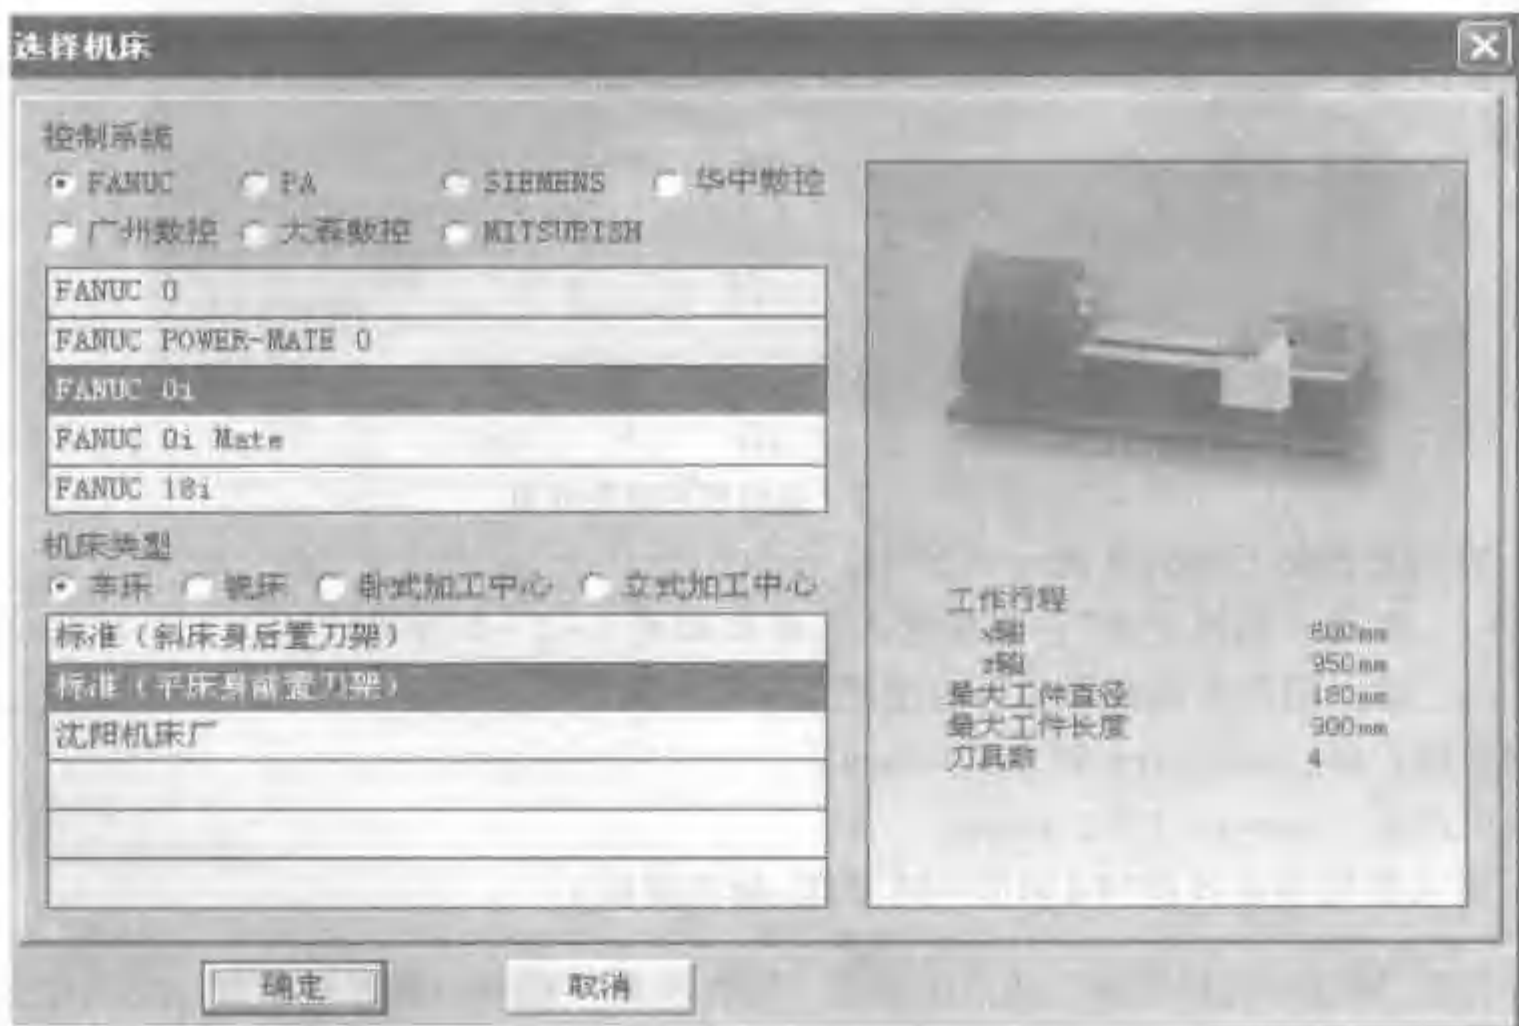 选择机床
控制系统
FANUC PA SIEMENS 华中数控
广州数控 大森数控 MITSUBISH
FANUC 0
FANUC POWER-MATE 0
FANUC 0i
FANUC 0i Mate
FANUC 18i
机床类型
车床 铣床 卧式加工中心 立式加工中心
标准（斜床身后置刀架）
标准（平床身前置刀架）
沈阳机床厂
确定 取消
工作行程
x轴 800mm
z轴 950mm
最大工件直径 180mm
最大工件长度 900mm
刀具数 4